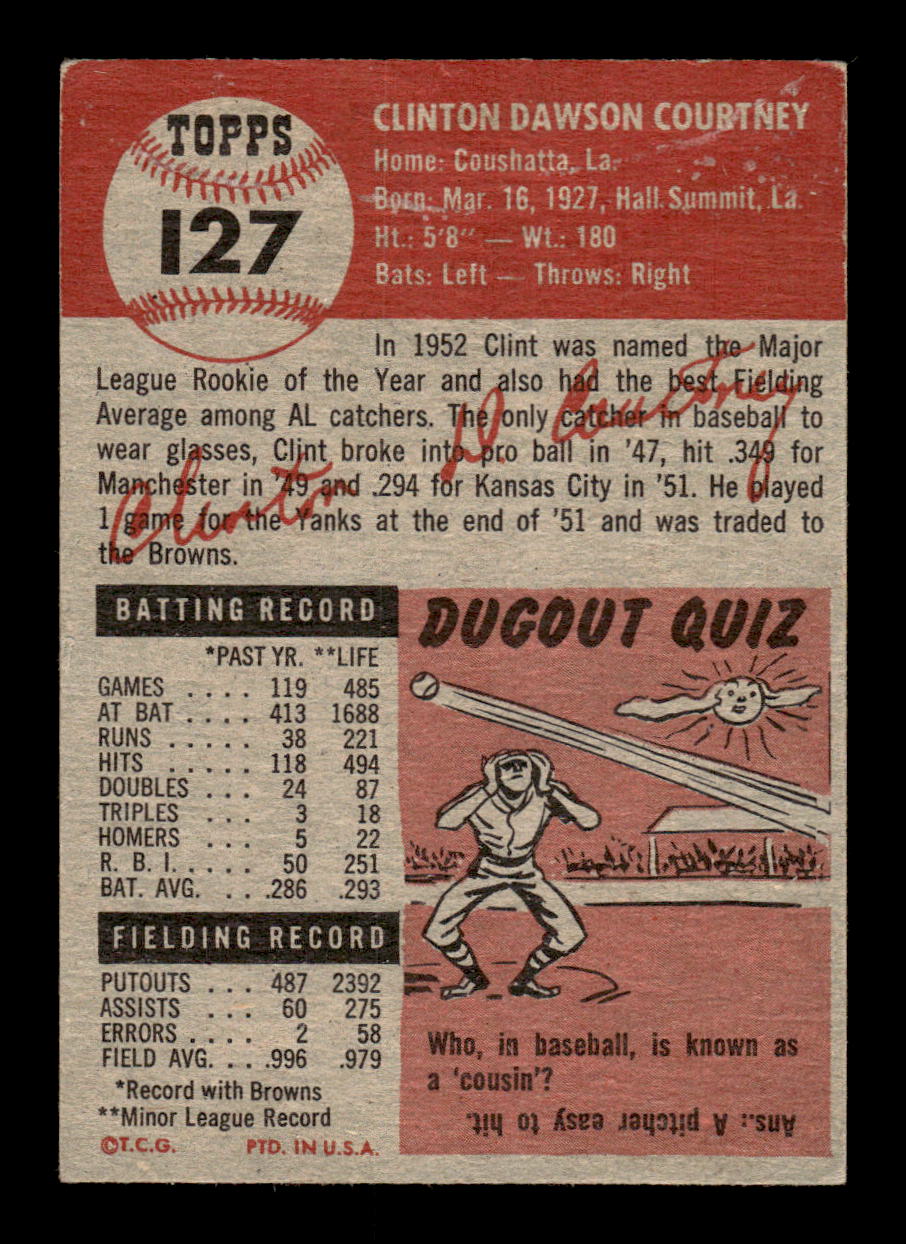 TOPPS
127
CLINTON DAWSON COURTNEY
Home: Coushatta, La.
Born: Mar. 16, 1927, Hall Summit, La.
Ht.: 5'8" — Wt.: 180
Bats: Left — Throws: Right
In 1952 Clint was named the Major
League Rookie of the Year and also had the best Fielding
Average among AL catchers. The only catcher in baseball to
wear glasses, Clint broke into pro ball in '47, hit .349 for
Manchester in '49 and .294 for Kansas City in '51. He played
1 game for the Yanks at the end of '51 and was traded to
the Browns.
Clinton D. Courtney
BATTING RECORD
*PAST YR. **LIFE
GAMES . . . . 119 485
AT BAT . . . . 413 1688
RUNS . . . . . 38 221
HITS . . . . . 118 494
DOUBLES . . . 24 87
TRIPLES . . . 3 18
HOMERS . . . 5 22
R. B. I. . . . . 50 251
BAT. AVG. . . .286 .293
FIELDING RECORD
PUTOUTS . . . 487 2392
ASSISTS . . . 60 275
ERRORS . . . . 2 58
FIELD AVG. . . .996 .979
*Record with Browns
**Minor League Record
©T.C.G. PTD. IN U.S.A.
DUGOUT QUIZ
Who, in baseball, is known as
a 'cousin'?
Ans.: A pitcher easy to hit.